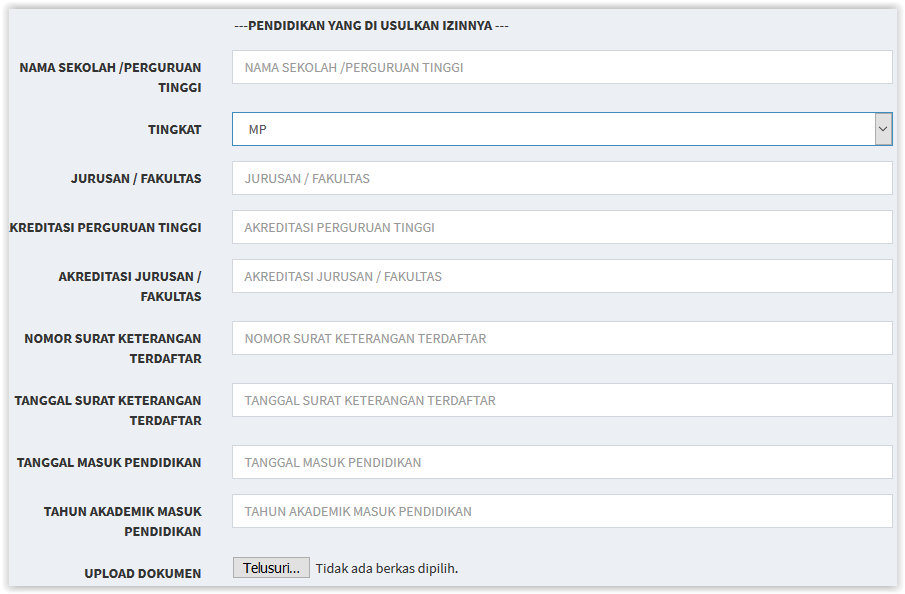 ---PENDIDIKAN YANG DI USULKAN IZINNYA ---
NAMA SEKOLAH /PERGURUAN
TINGGI
NAMA SEKOLAH /PERGURUAN TINGGI
TINGKAT
MP
JURUSAN / FAKULTAS
JURUSAN / FAKULTAS
KREDITASI PERGURUAN TINGGI
AKREDITASI PERGURUAN TINGGI
AKREDITASI JURUSAN /
FAKULTAS
AKREDITASI JURUSAN / FAKULTAS
NOMOR SURAT KETERANGAN
TERDAFTAR
NOMOR SURAT KETERANGAN TERDAFTAR
TANGGAL SURAT KETERANGAN
TERDAFTAR
TANGGAL SURAT KETERANGAN TERDAFTAR
TANGGAL MASUK PENDIDIKAN
TANGGAL MASUK PENDIDIKAN
TAHUN AKADEMIK MASUK
PENDIDIKAN
TAHUN AKADEMIK MASUK PENDIDIKAN
UPLOAD DOKUMEN
Telusuri... Tidak ada berkas dipilih.